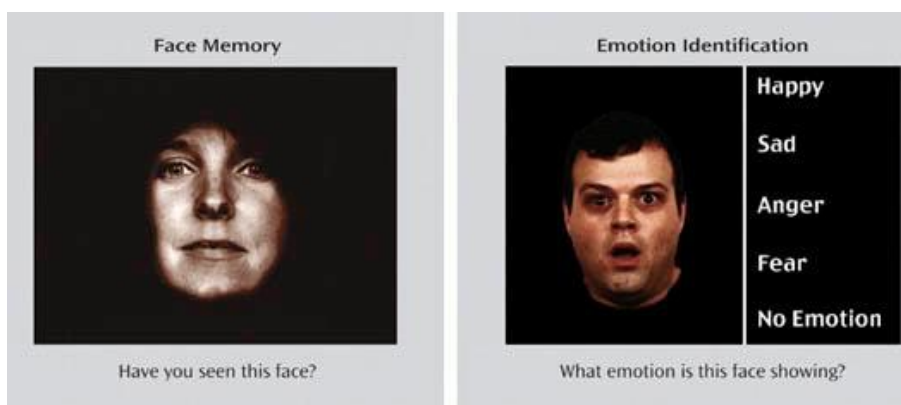 Face Memory
Have you seen this face?
Emotion Identification
Happy
Sad
Anger
Fear
No Emotion
What emotion is this face showing?